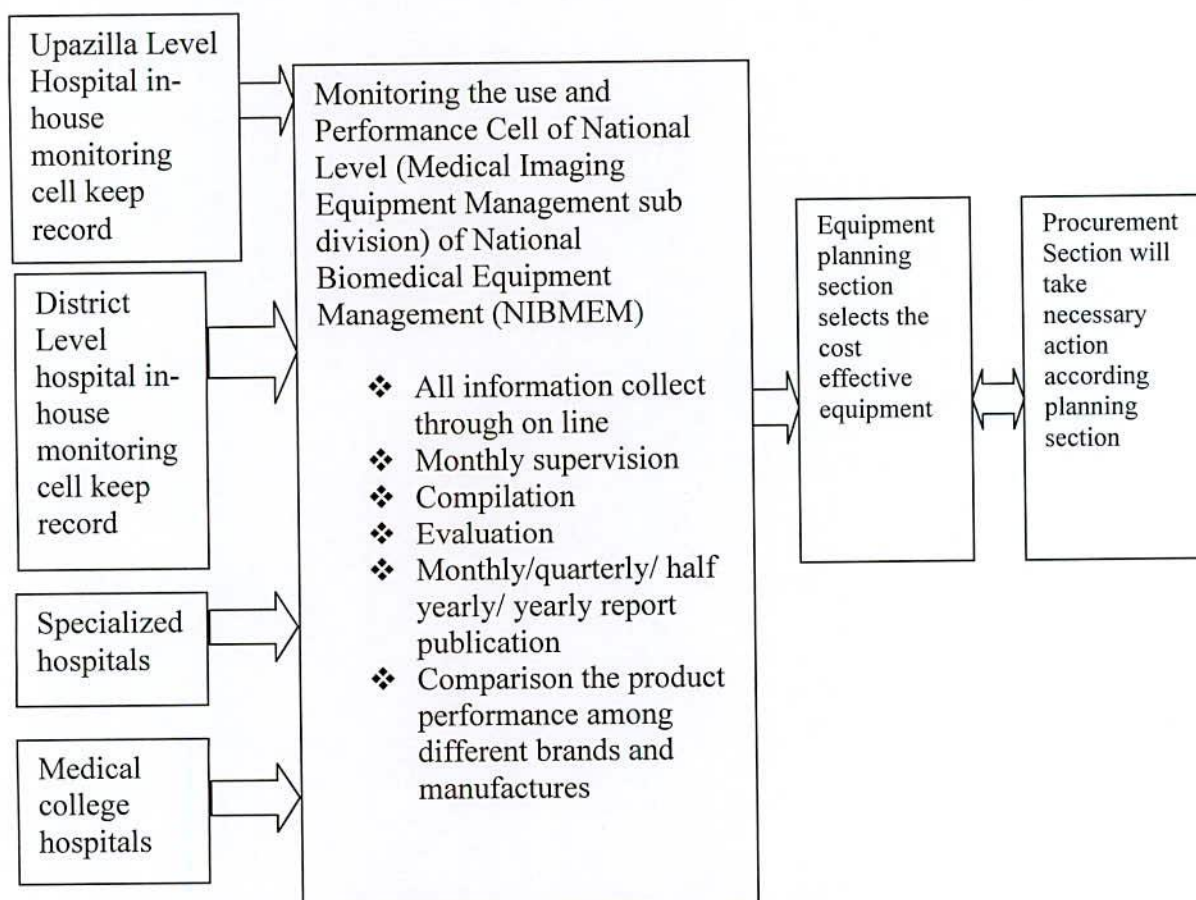 Upazilla Level
Hospital in-
house
monitoring
cell keep
record
District
Level
hospital in-
house
monitoring
cell keep
record
Specialized
hospitals
Medical
college
hospitals
Monitoring the use and
Performance Cell of National
Level (Medical Imaging
Equipment Management sub
division) of National
Biomedical Equipment
Management (NIBMEM)
❖ All information collect
through on line
❖ Monthly supervision
❖ Compilation
❖ Evaluation
❖ Monthly/quarterly/ half
yearly/ yearly report
publication
❖ Comparison the product
performance among
different brands and
manufactures
Equipment
planning
section
selects the
cost
effective
equipment
Procurement
Section will
take
necessary
action
according
planning
section